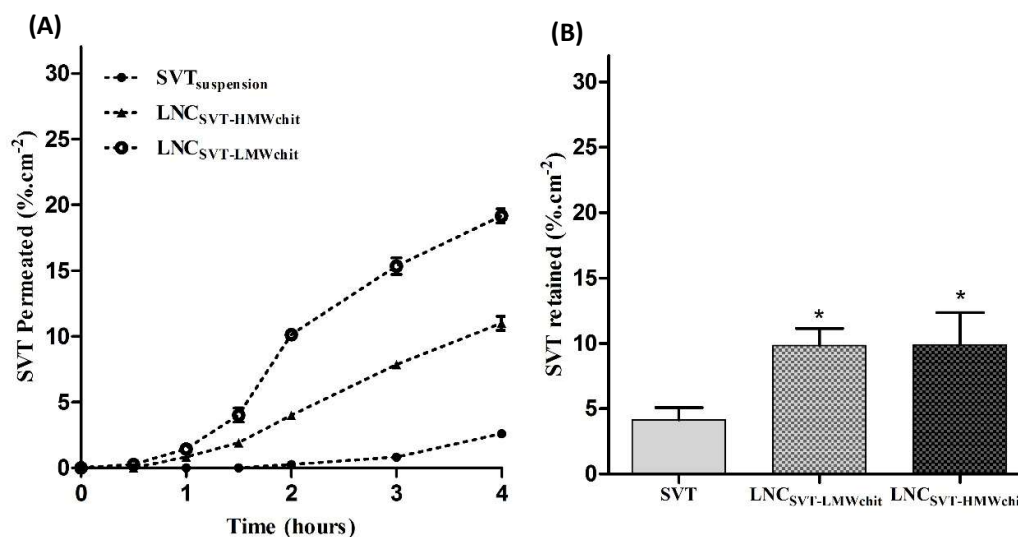 (A)
SVT Permeated (%.cm⁻²)
30
25
20
15
10
5
0
SVTsuspension
LNCSVT-HMWchit
LNCSVT-LMWchit
0
1
2
3
4
Time (hours)
(B)
SVT retained (%.cm⁻²)
30
25
20
15
10
5
0
*
*
SVT
LNCSVT-LMWchit
LNCSVT-HMWchi